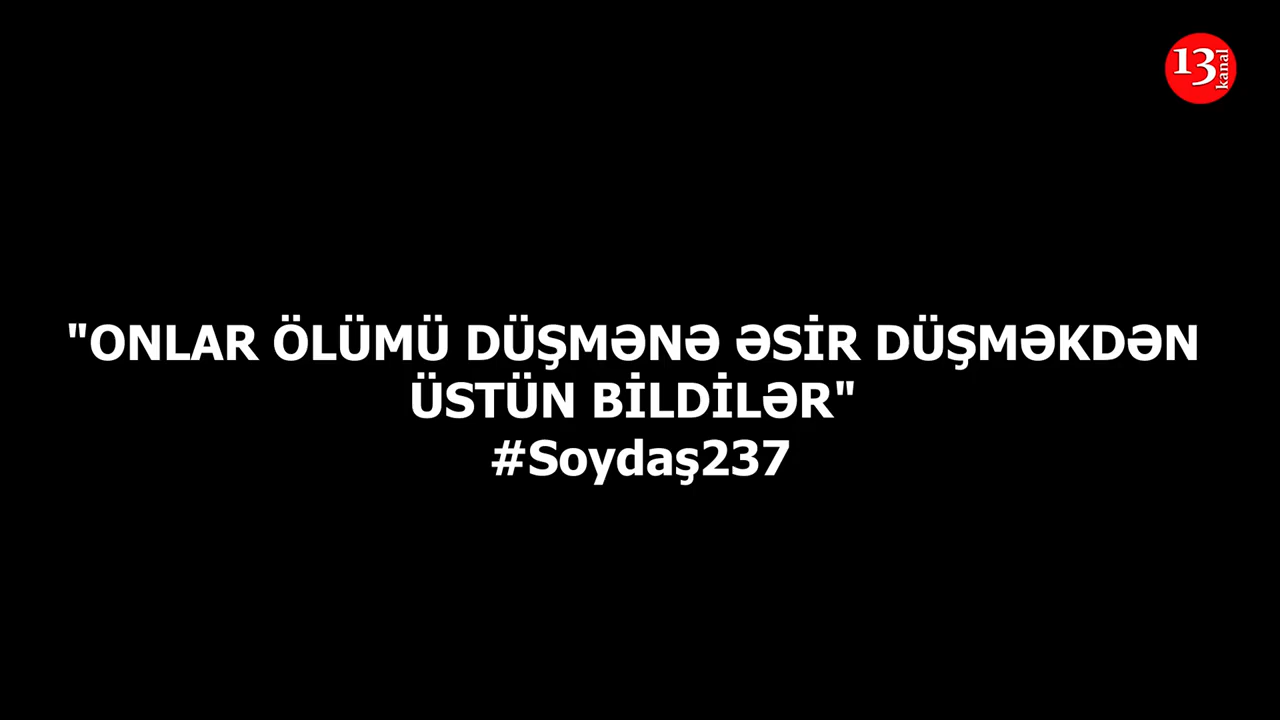 13 kanal
"ONLAR ÖLÜMÜ DÜŞMƏNƏ ƏSİR DÜŞMƏKDƏN
ÜSTÜN BİLDİLƏR"
#Soydaş237